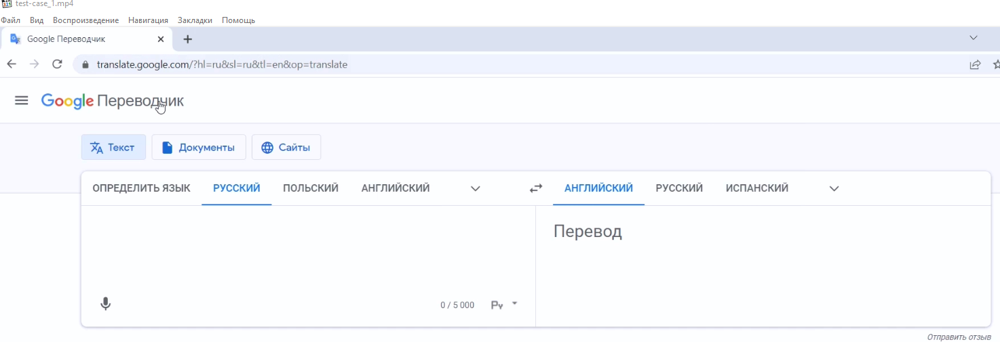 test-case_1.mp4
Файл Вид Воспроизведение Навигация Закладки Помощь
Google Переводчик
translate.google.com/?hl=ru&sl=ru&tl=en&op=translate
Google Переводчик
Текст Документы Сайты
ОПРЕДЕЛИТЬ ЯЗЫК РУССКИЙ ПОЛЬСКИЙ АНГЛИЙСКИЙ АНГЛИЙСКИЙ РУССКИЙ ИСПАНСКИЙ
Перевод
0 / 5 000 Ру
Отправить отзыв